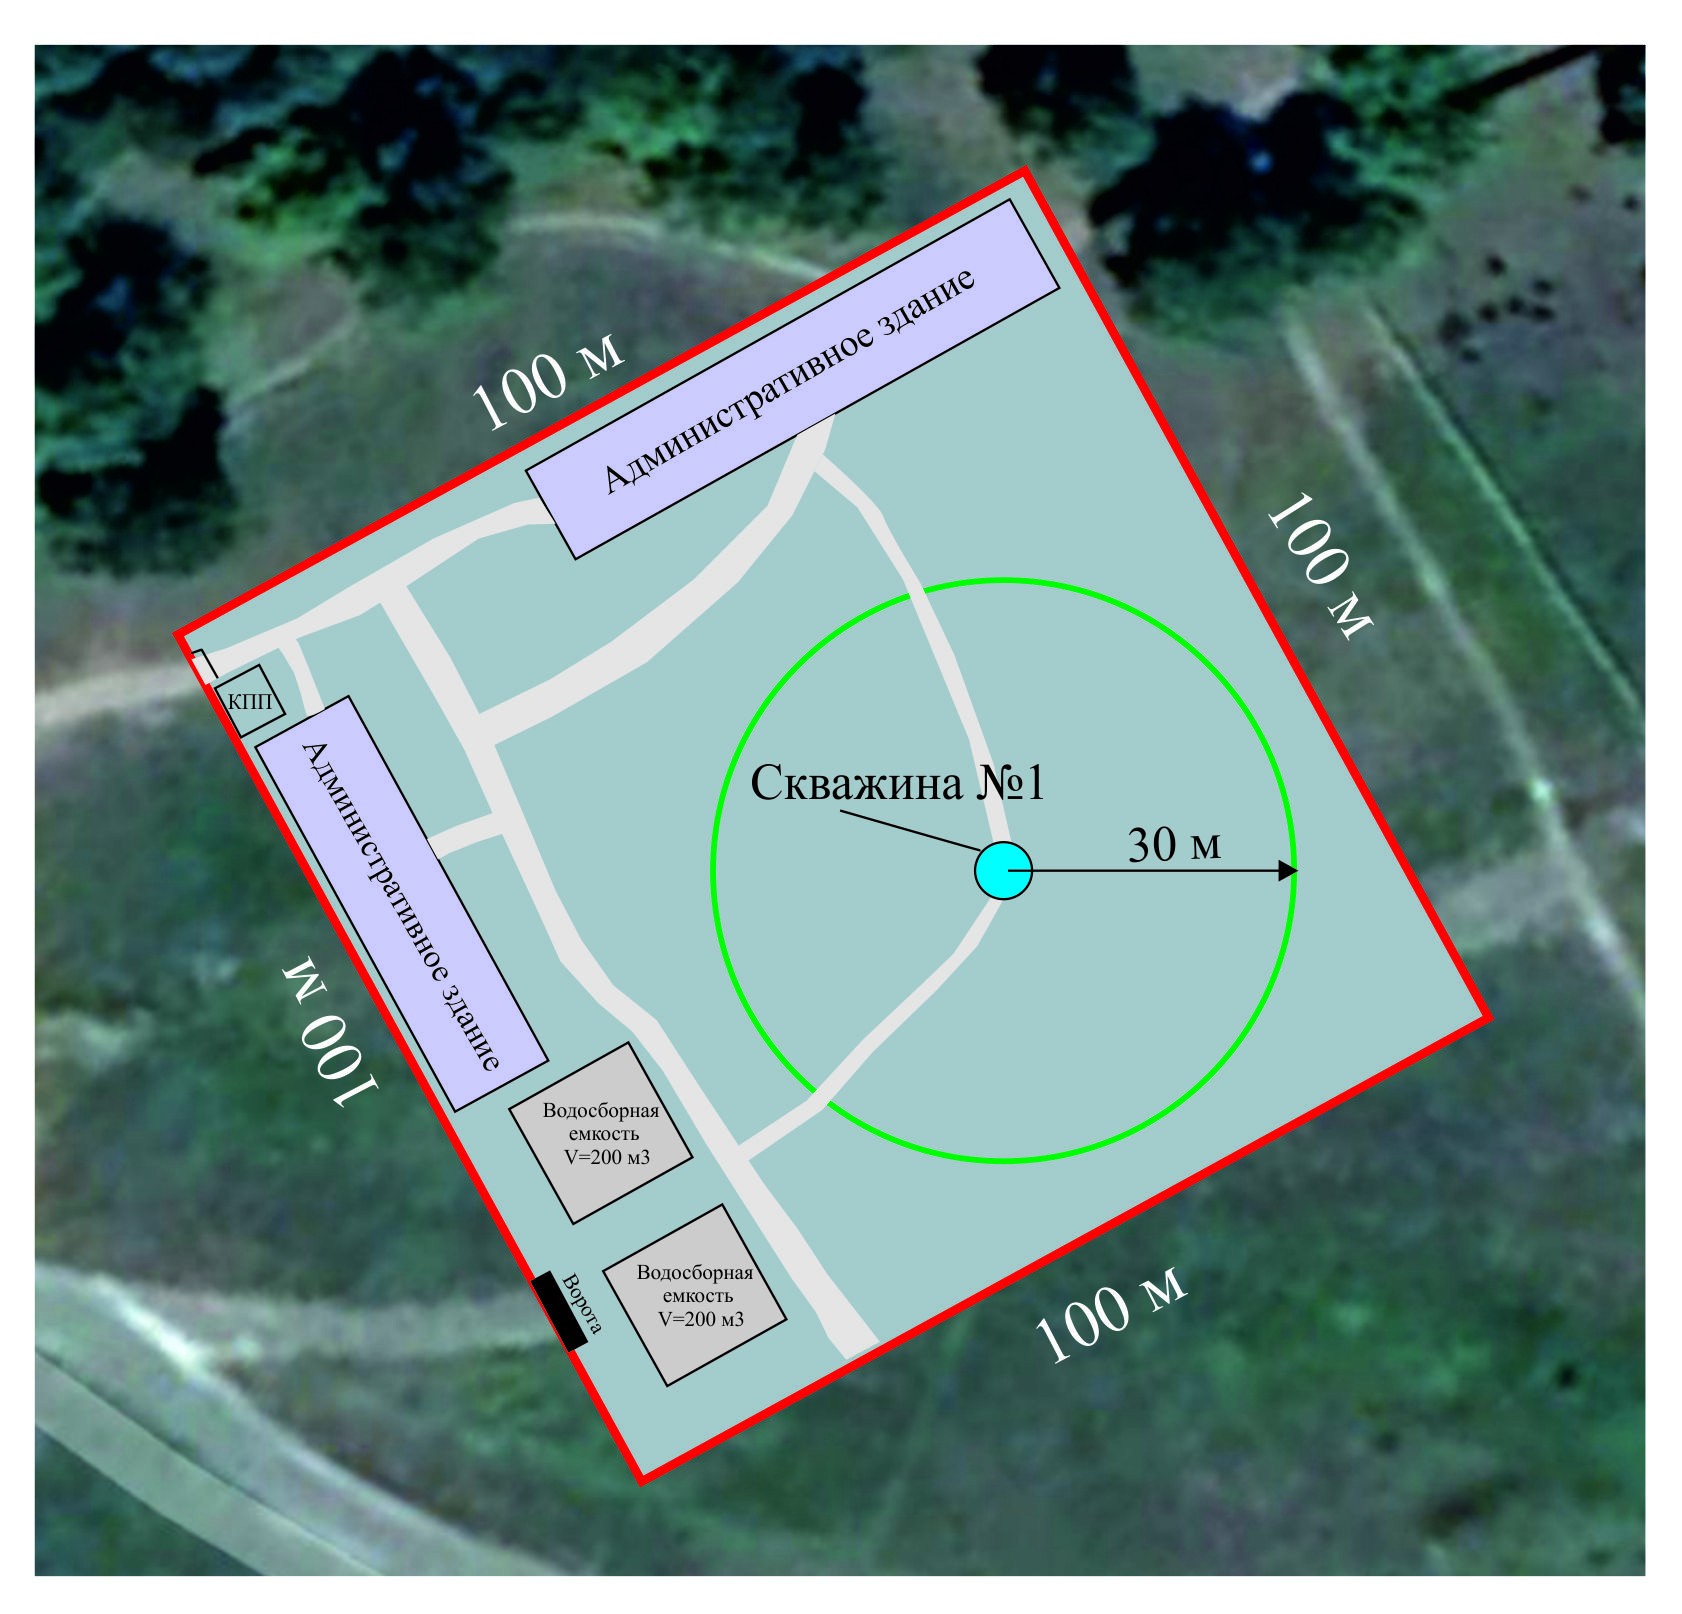 100 м
Административное здание
100 м
КПП
Административное здание
Скважина №1
30 м
100 м
Водосборная
емкость
V=200 м3
Водосборная
емкость
V=200 м3
Ворота
100 м